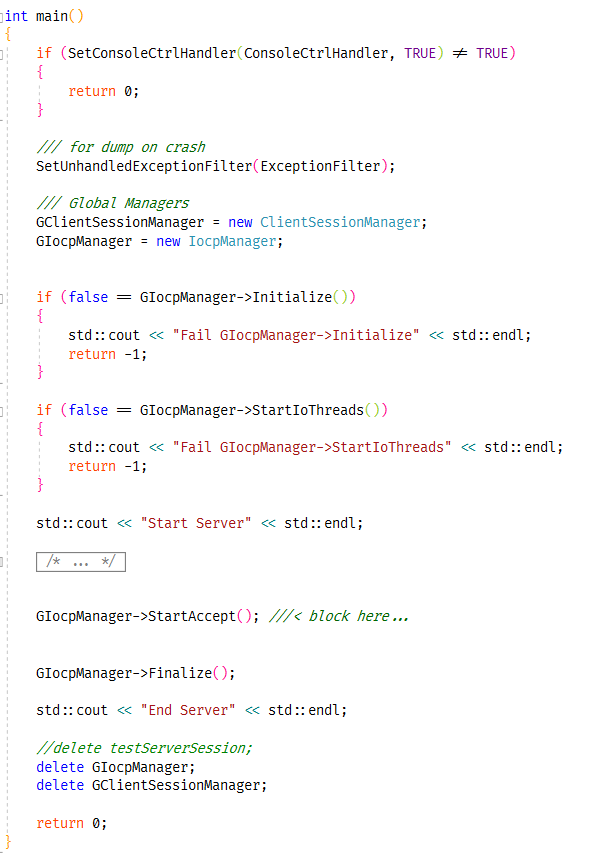 int main()
{
    if (SetConsoleCtrlHandler(ConsoleCtrlHandler, TRUE) ≠ TRUE)
    {
        return 0;
    }

    /// for dump on crash
    SetUnhandledExceptionFilter(ExceptionFilter);

    /// Global Managers
    GClientSessionManager = new ClientSessionManager;
    GIocpManager = new IocpManager;


    if (false == GIocpManager->Initialize())
    {
        std::cout << "Fail GIocpManager->Initialize" << std::endl;
        return -1;
    }

    if (false == GIocpManager->StartIoThreads())
    {
        std::cout << "Fail GIocpManager->StartIoThreads" << std::endl;
        return -1;
    }

    std::cout << "Start Server" << std::endl;

    /* ... */


    GIocpManager->StartAccept(); ///< block here...


    GIocpManager->Finalize();

    std::cout << "End Server" << std::endl;

    //delete testServerSession;
    delete GIocpManager;
    delete GClientSessionManager;

    return 0;
}